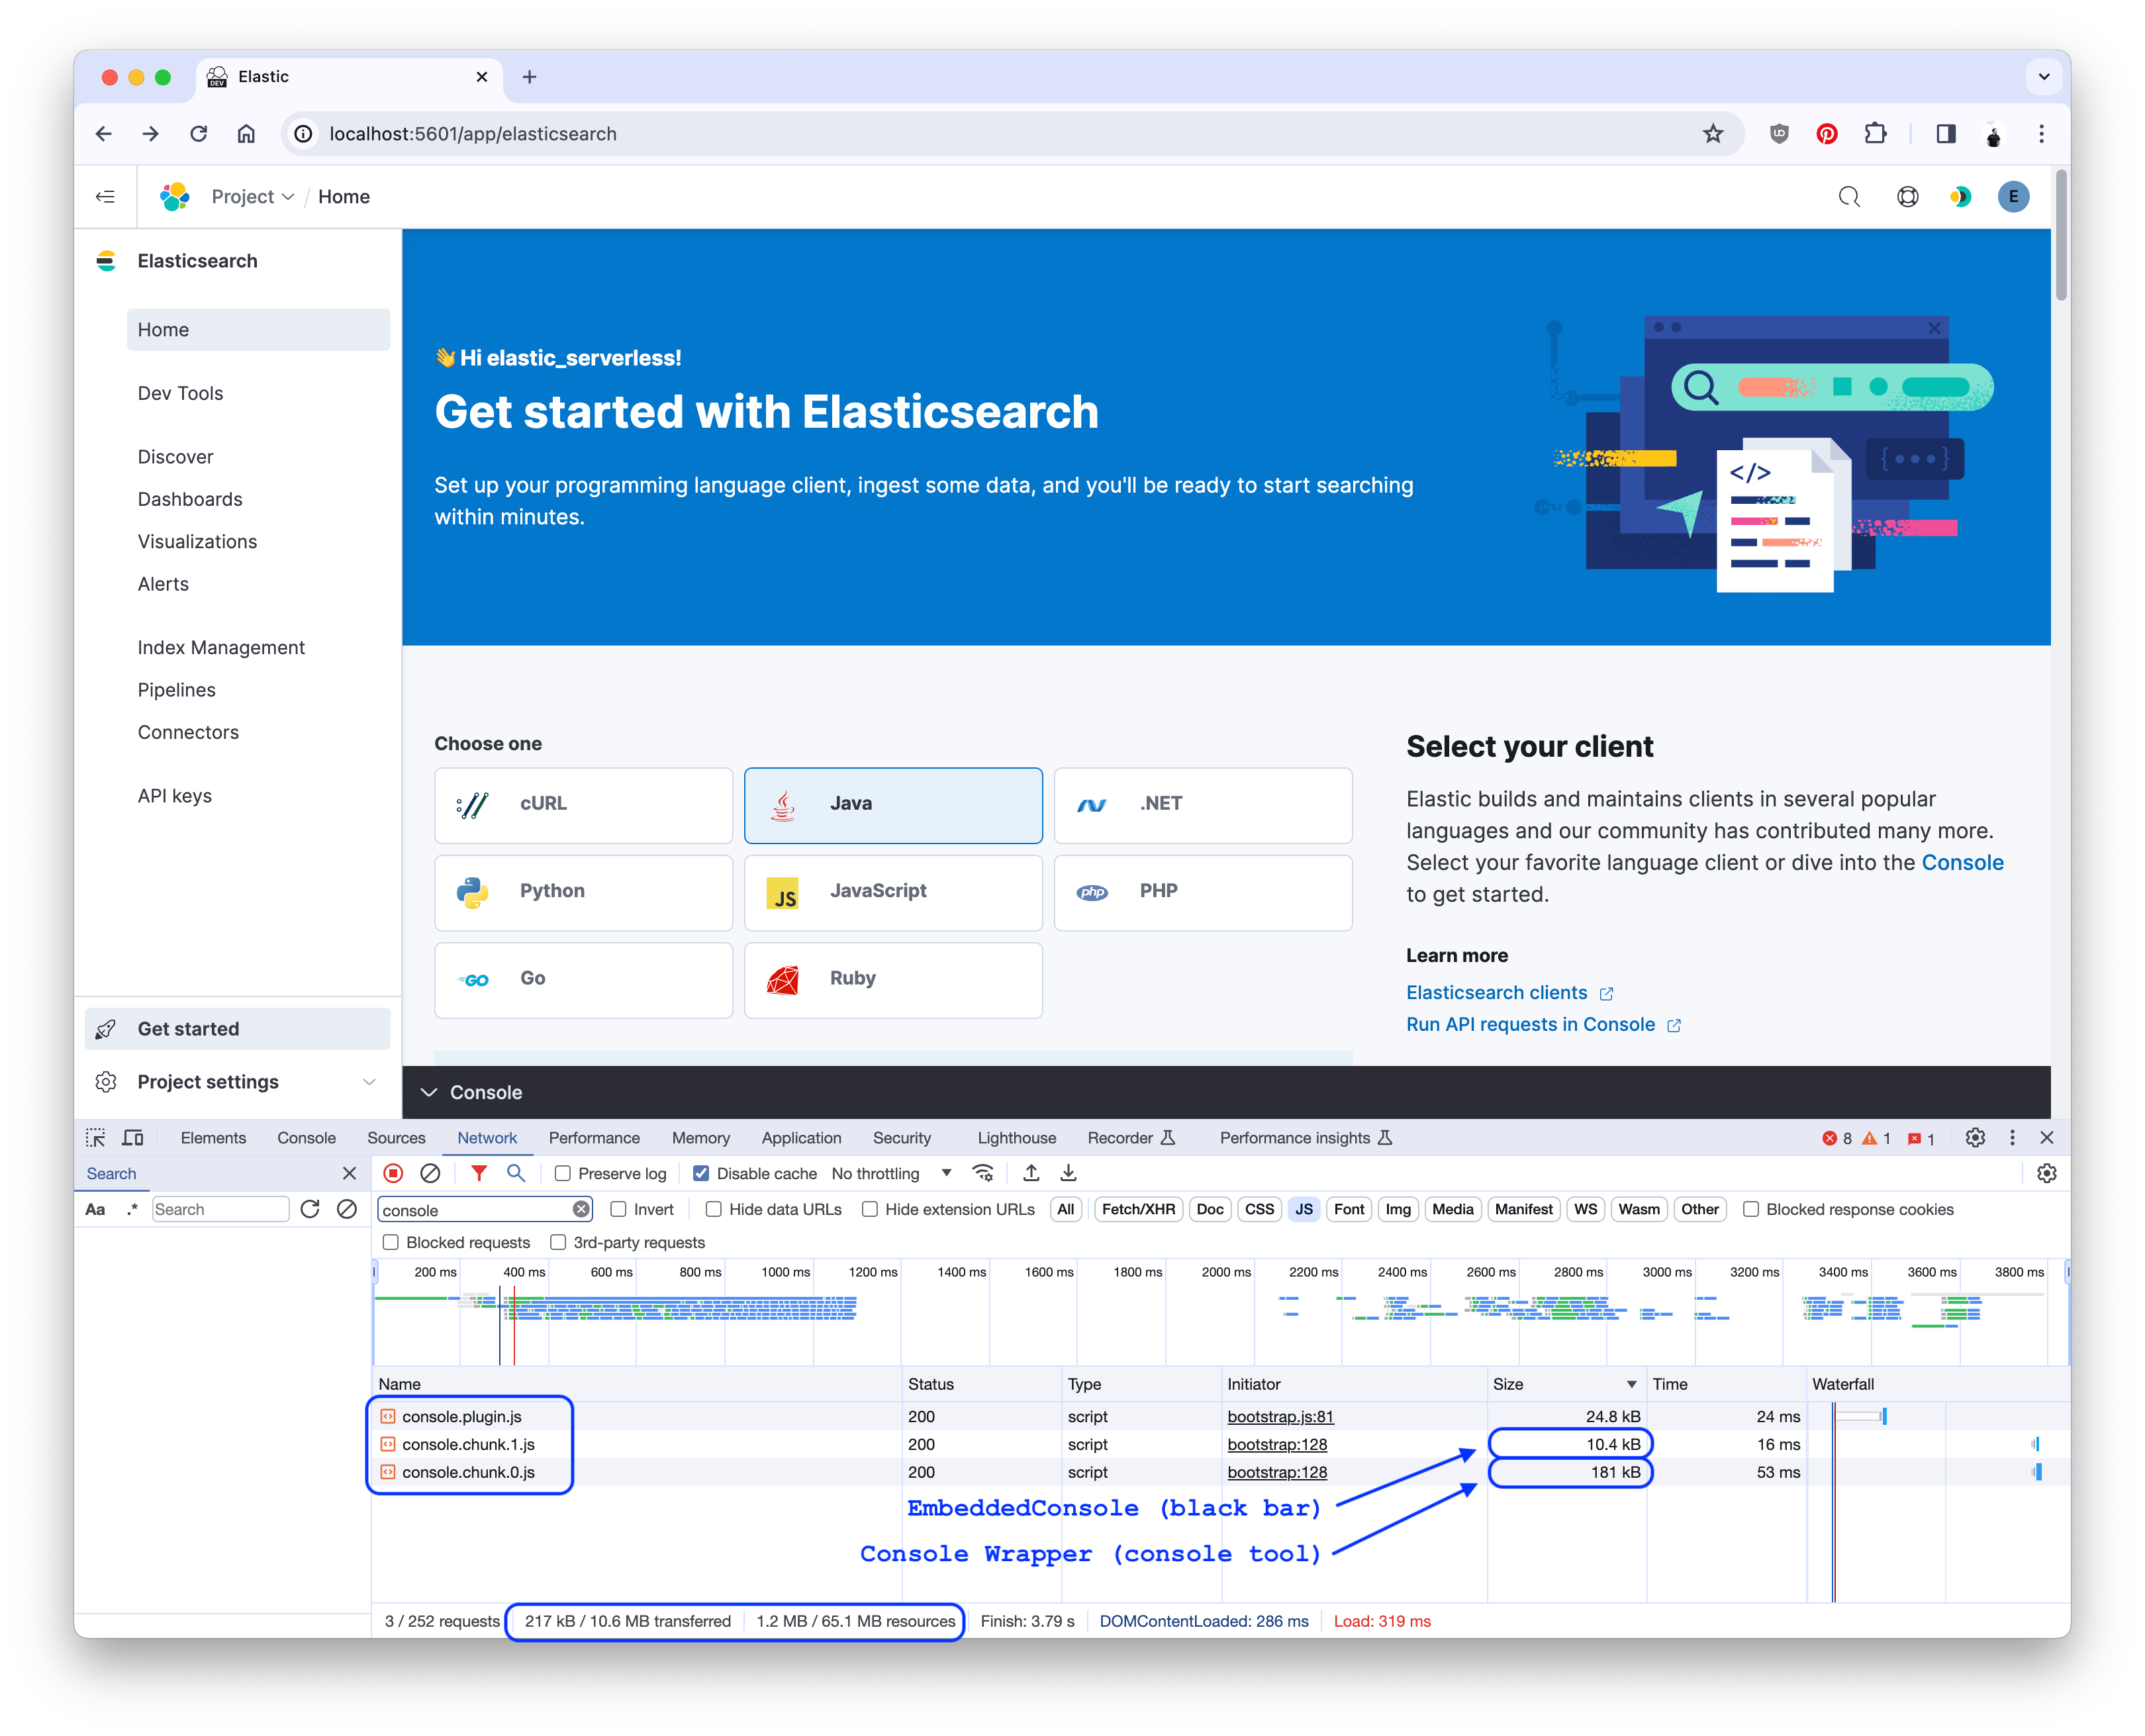 Elastic
DEV
localhost:5601/app/elasticsearch
Project / Home
E
Elasticsearch
Home
Dev Tools
Discover
Dashboards
Visualizations
Alerts
Index Management
Pipelines
Connectors
API keys
Get started
Project settings
👋 Hi elastic_serverless!
Get started with Elasticsearch
Set up your programming language client, ingest some data, and you'll be ready to start searching
within minutes.
</>
{•••}
Choose one
cURL
Java
.NET
Python
JS JavaScript
php PHP
GO Go
Ruby
Select your client
Elastic builds and maintains clients in several popular
languages and our community has contributed many more.
Select your favorite language client or dive into the Console
to get started.
Learn more
Elasticsearch clients
Run API requests in Console
Console
Elements Console Sources Network Performance Memory Application Security Lighthouse Recorder Performance insights 8 1 1
Search
Preserve log Disable cache No throttling
Aa .* Search
console Invert Hide data URLs Hide extension URLs All Fetch/XHR Doc CSS JS Font Img Media Manifest WS Wasm Other Blocked response cookies
Blocked requests 3rd-party requests
200 ms 400 ms 600 ms 800 ms 1000 ms 1200 ms 1400 ms 1600 ms 1800 ms 2000 ms 2200 ms 2400 ms 2600 ms 2800 ms 3000 ms 3200 ms 3400 ms 3600 ms 3800 ms
Name Status Type Initiator Size Time Waterfall
console.plugin.js 200 script bootstrap.js:81 24.8 kB 24 ms
console.chunk.1.js 200 script bootstrap:128 10.4 kB 16 ms
console.chunk.0.js 200 script bootstrap:128 181 kB 53 ms
EmbeddedConsole (black bar)
Console Wrapper (console tool)
3 / 252 requests 217 kB / 10.6 MB transferred 1.2 MB / 65.1 MB resources Finish: 3.79 s DOMContentLoaded: 286 ms Load: 319 ms